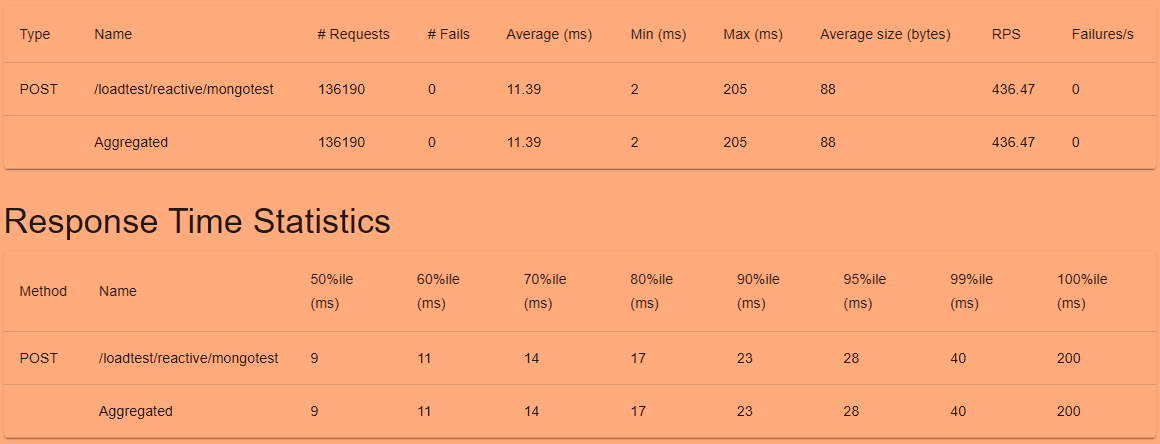 Type Name # Requests # Fails Average (ms) Min (ms) Max (ms) Average size (bytes) RPS Failures/s
POST /loadtest/reactive/mongotest 136190 0 11.39 2 205 88 436.47 0
Aggregated 136190 0 11.39 2 205 88 436.47 0
Response Time Statistics
Method Name 50%ile (ms) 60%ile (ms) 70%ile (ms) 80%ile (ms) 90%ile (ms) 95%ile (ms) 99%ile (ms) 100%ile (ms)
POST /loadtest/reactive/mongotest 9 11 14 17 23 28 40 200
Aggregated 9 11 14 17 23 28 40 200